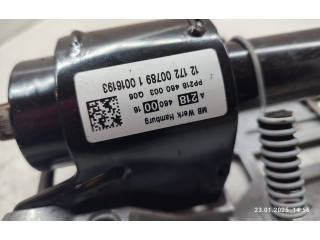 MB Werk Hamburg
A 218 460 00 16
PP218 460 003 Q06
12 172 00789 1 0016193
23.01.2025 14:56